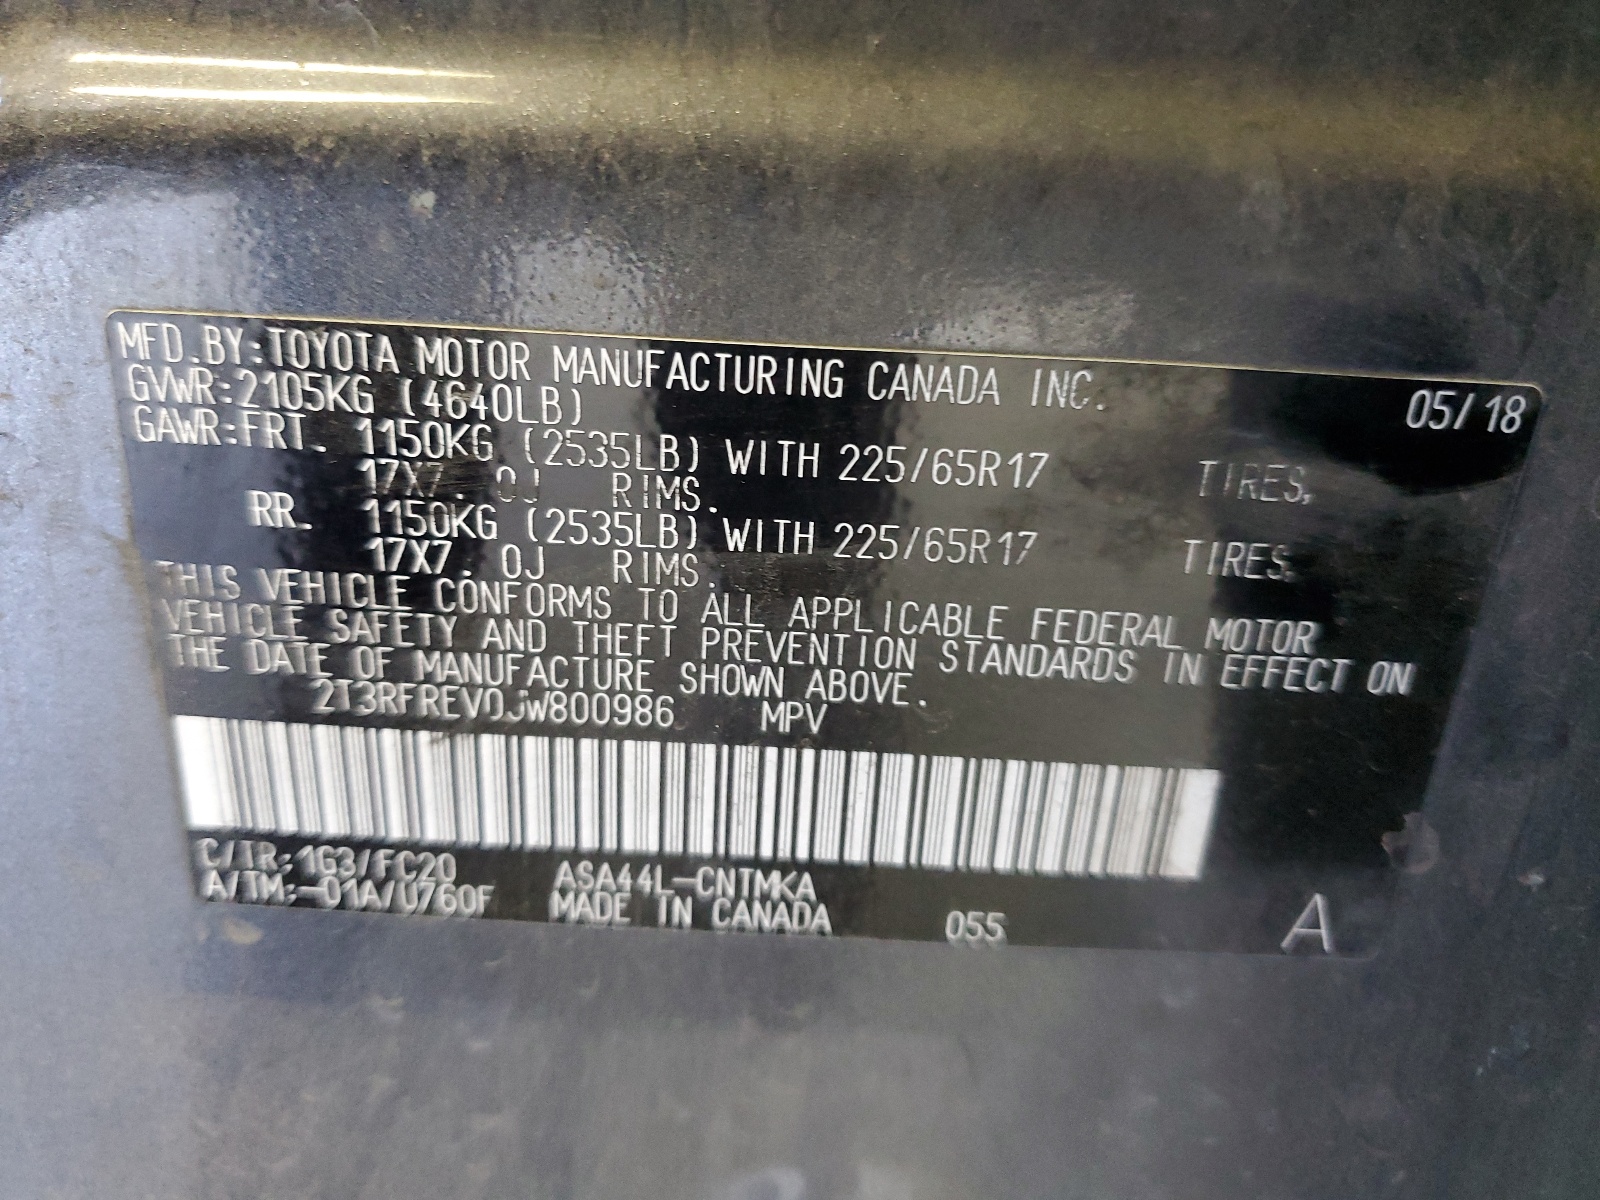 MFD.BY:TOYOTA MOTOR MANUFACTURING CANADA INC. 05/18
GVWR:2105KG (4640LB)
GAWR:FRT. 1150KG (2535LB) WITH 225/65R17 TIRES,
17X7.0J RIMS.
RR. 1150KG (2535LB) WITH 225/65R17 TIRES,
17X7.0J RIMS.
THIS VEHICLE CONFORMS TO ALL APPLICABLE FEDERAL MOTOR
VEHICLE SAFETY AND THEFT PREVENTION STANDARDS IN EFFECT ON
THE DATE OF MANUFACTURE SHOWN ABOVE.
2T3RFREV0JW800986 MPV
C/TR:1G3/FC20 ASA44L-CNTMKA
A/TM:-01A/U760F MADE IN CANADA 055 A